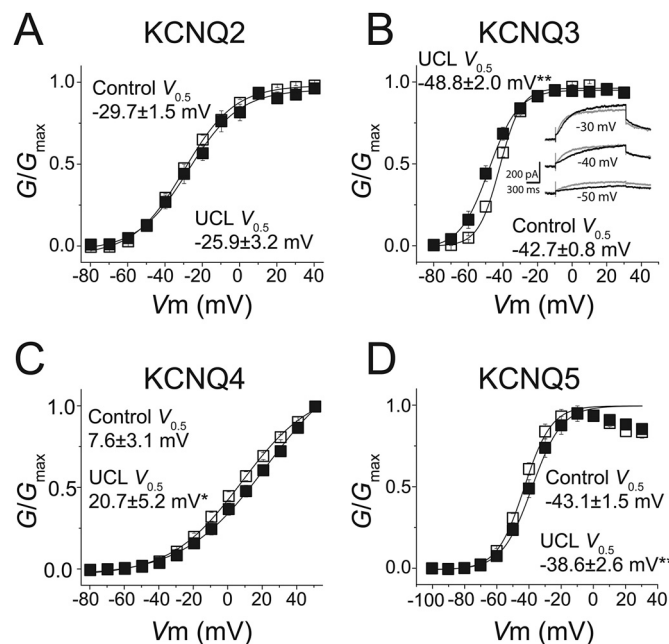 A
KCNQ2
Control V0.5
-29.7±1.5 mV
UCL V0.5
-25.9±3.2 mV
G/Gmax
1.0
0.5
0.0
-80 -60 -40 -20 0 20 40
Vm (mV)
B
KCNQ3
UCL V0.5
-48.8±2.0 mV**
-30 mV
-40 mV
200 pA
300 ms
-50 mV
Control V0.5
-42.7±0.8 mV
G/Gmax
1.0
0.5
0.0
-80 -60 -40 -20 0 20 40
Vm (mV)
C
KCNQ4
Control V0.5
7.6±3.1 mV
UCL V0.5
20.7±5.2 mV*
G/Gmax
1.0
0.5
0.0
-80 -60 -40 -20 0 20 40
Vm (mV)
D
KCNQ5
Control V0.5
-43.1±1.5 mV
UCL V0.5
-38.6±2.6 mV**
G/Gmax
1.0
0.5
0.0
-100 -80 -60 -40 -20 0 20 40
Vm (mV)